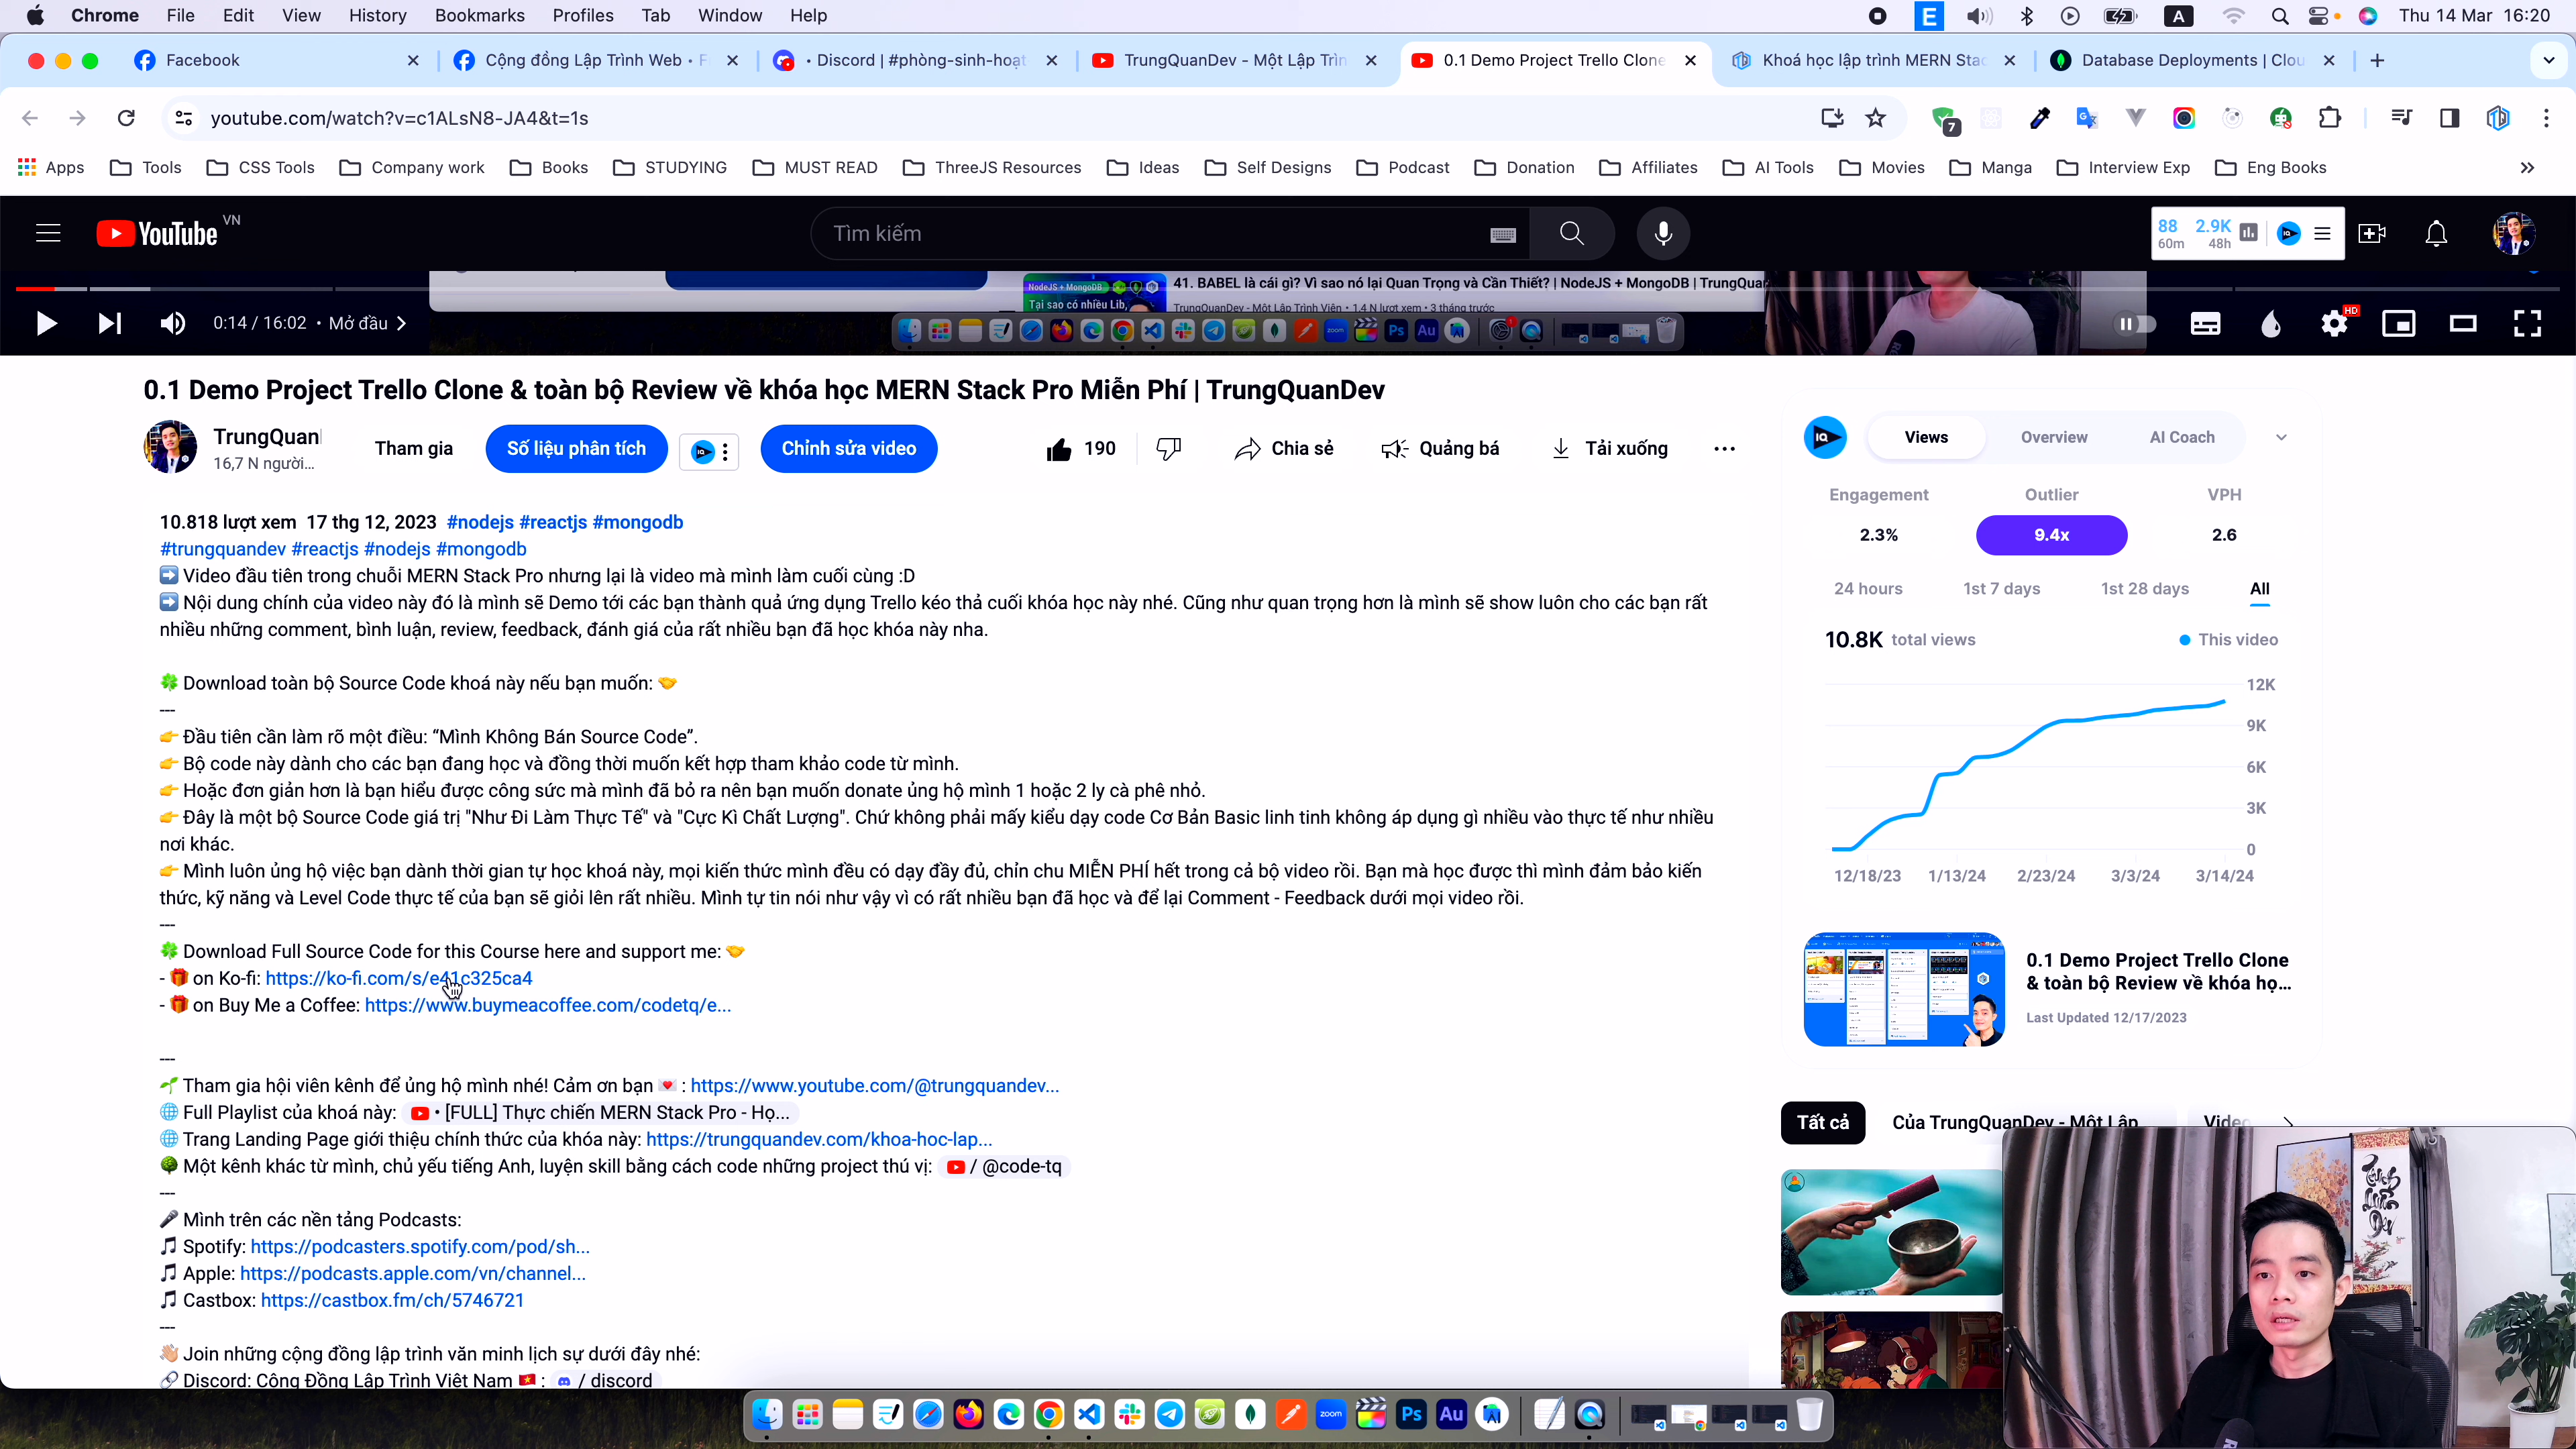 Chrome File Edit View History Bookmarks Profiles Tab Window Help
E A Thu 14 Mar 16:20
Facebook
Cộng đồng Lập Trình Web • F
• Discord | #phòng-sinh-hoạt
TrungQuanDev - Một Lập Trìn
0.1 Demo Project Trello Clone
Khoá học lập trình MERN Stac
Database Deployments | Clou
youtube.com/watch?v=c1ALsN8-JA4&t=1s
7
Apps Tools CSS Tools Company work Books STUDYING MUST READ ThreeJS Resources Ideas Self Designs Podcast Donation Affiliates AI Tools Movies Manga Interview Exp Eng Books
YouTube VN
Tìm kiếm
88 2.9K
60m 48h
NodeJS + MongoDB
Tại sao có nhiều Lib,
41. BABEL là cái gì? Vì sao nó lại Quan Trọng và Cần Thiết? | NodeJS + MongoDB | TrungQuan
TrungQuanDev - Một Lập Trình Viên • 1,4 N lượt xem • 3 tháng trước
0:14 / 16:02 • Mở đầu
HD
0.1 Demo Project Trello Clone & toàn bộ Review về khóa học MERN Stack Pro Miễn Phí | TrungQuanDev
TrungQuan
16,7 N người...
Tham gia
Số liệu phân tích
Chỉnh sửa video
190
Chia sẻ
Quảng bá
Tải xuống
10.818 lượt xem 17 thg 12, 2023 #nodejs #reactjs #mongodb
#trungquandev #reactjs #nodejs #mongodb
➡️ Video đầu tiên trong chuỗi MERN Stack Pro nhưng lại là video mà mình làm cuối cùng :D
➡️ Nội dung chính của video này đó là mình sẽ Demo tới các bạn thành quả ứng dụng Trello kéo thả cuối khóa học này nhé. Cũng như quan trọng hơn là mình sẽ show luôn cho các bạn rất
nhiều những comment, bình luận, review, feedback, đánh giá của rất nhiều bạn đã học khóa này nha.
🍀 Download toàn bộ Source Code khoá này nếu bạn muốn: 🤝
---
👉 Đầu tiên cần làm rõ một điều: “Mình Không Bán Source Code”.
👉 Bộ code này dành cho các bạn đang học và đồng thời muốn kết hợp tham khảo code từ mình.
👉 Hoặc đơn giản hơn là bạn hiểu được công sức mà mình đã bỏ ra nên bạn muốn donate ủng hộ mình 1 hoặc 2 ly cà phê nhỏ.
👉 Đây là một bộ Source Code giá trị "Như Đi Làm Thực Tế" và "Cực Kì Chất Lượng". Chứ không phải mấy kiểu dạy code Cơ Bản Basic linh tinh không áp dụng gì nhiều vào thực tế như nhiều
nơi khác.
👉 Mình luôn ủng hộ việc bạn dành thời gian tự học khoá này, mọi kiến thức mình đều có dạy đầy đủ, chỉn chu MIỄN PHÍ hết trong cả bộ video rồi. Bạn mà học được thì mình đảm bảo kiến
thức, kỹ năng và Level Code thực tế của bạn sẽ giỏi lên rất nhiều. Mình tự tin nói như vậy vì có rất nhiều bạn đã học và để lại Comment - Feedback dưới mọi video rồi.
---
🍀 Download Full Source Code for this Course here and support me: 🤝
- 🎁 on Ko-fi: https://ko-fi.com/s/e41c325ca4
- 🎁 on Buy Me a Coffee: https://www.buymeacoffee.com/codetq/e...
---
🌱 Tham gia hội viên kênh để ủng hộ mình nhé! Cảm ơn bạn 💌 : https://www.youtube.com/@trungquandev...
🌐 Full Playlist của khoá này: • [FULL] Thực chiến MERN Stack Pro - Họ...
🌐 Trang Landing Page giới thiệu chính thức của khóa này: https://trungquandev.com/khoa-hoc-lap...
🌳 Một kênh khác từ mình, chủ yếu tiếng Anh, luyện skill bằng cách code những project thú vị: / @code-tq
---
🎤 Mình trên các nền tảng Podcasts:
🎵 Spotify: https://podcasters.spotify.com/pod/sh...
🎵 Apple: https://podcasts.apple.com/vn/channel...
🎵 Castbox: https://castbox.fm/ch/5746721
---
👋🏼 Join những cộng đồng lập trình văn minh lịch sự dưới đây nhé:
🔗 Discord: Cộng Đồng Lập Trình Việt Nam 🇻🇳 : / discord
IQ
Views Overview AI Coach
Engagement Outlier VPH
2.3% 9.4x 2.6
24 hours 1st 7 days 1st 28 days All
10.8K total views
This video
12K
9K
6K
3K
0
12/18/23 1/13/24 2/23/24 3/3/24 3/14/24
0.1 Demo Project Trello Clone
& toàn bộ Review về khóa họ...
Last Updated 12/17/2023
Tất cả Của TrungQuanDev - Một Lập Video
zoom Ps Au